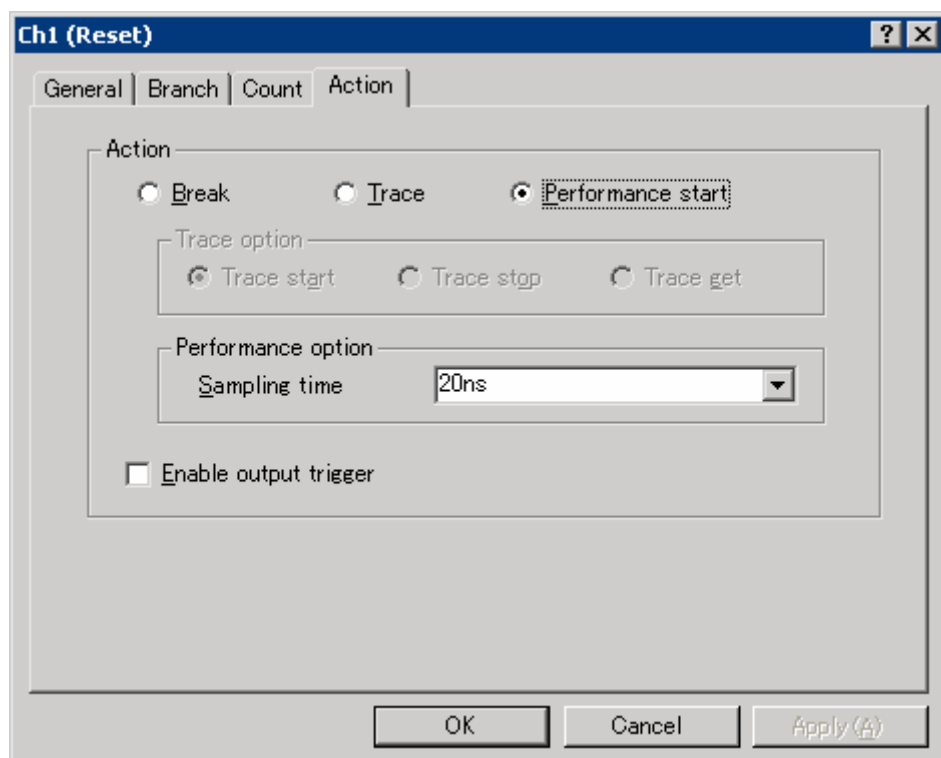 Ch1 (Reset)
General Branch Count Action
Action
Break Trace Performance start
Trace option
Trace start Trace stop Trace get
Performance option
Sampling time 20ns
Enable output trigger
OK Cancel Apply (A)